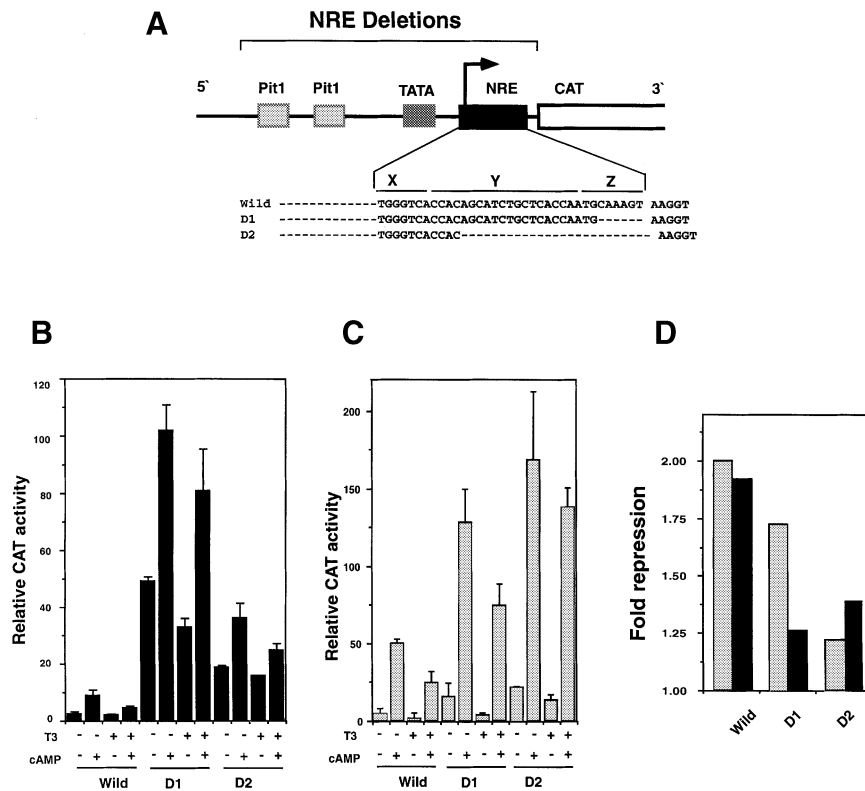 A
NRE Deletions
5` Pit1 Pit1 TATA NRE CAT 3`
X Y Z
Wild ---------------TGGGTCACCACAGCATCTGCTCACCAATGCAAAGT AAGGT
D1 ---------------TGGGTCACCACAGCATCTGCTCACCAATG------ AAGGT
D2 ---------------TGGGTCACCAC------------------------ AAGGT
B
Relative CAT activity
120
100
80
60
40
20
0
T3 - - + + - - + + - - + +
cAMP - + - + - + - + - + - +
Wild D1 D2
C
Relative CAT activity
200
150
100
50
0
- - + + - - + + - - + +
- + - + - + - + - + - +
Wild D1 D2
D
Fold repression
2.00
1.75
1.50
1.25
1.00
Wild D1 D2